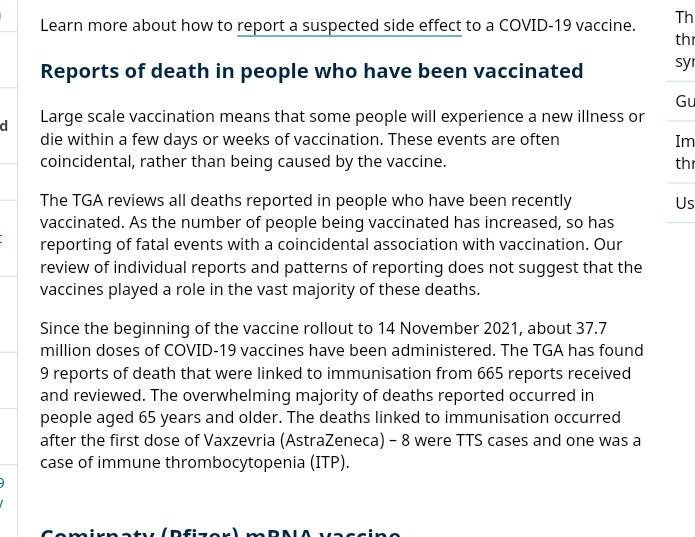 Learn more about how to report a suspected side effect to a COVID-19 vaccine.
Reports of death in people who have been vaccinated
Large scale vaccination means that some people will experience a new illness or
die within a few days or weeks of vaccination. These events are often
coincidental, rather than being caused by the vaccine.
The TGA reviews all deaths reported in people who have been recently
vaccinated. As the number of people being vaccinated has increased, so has
reporting of fatal events with a coincidental association with vaccination. Our
review of individual reports and patterns of reporting does not suggest that the
vaccines played a role in the vast majority of these deaths.
Since the beginning of the vaccine rollout to 14 November 2021, about 37.7
million doses of COVID-19 vaccines have been administered. The TGA has found
9 reports of death that were linked to immunisation from 665 reports received
and reviewed. The overwhelming majority of deaths reported occurred in
people aged 65 years and older. The deaths linked to immunisation occurred
after the first dose of Vaxzevria (AstraZeneca) – 8 were TTS cases and one was a
case of immune thrombocytopenia (ITP).
Comirnaty (Pfizer) mRNA vaccine
Th
thr
syr
Gu
Im
thr
Us
d
9